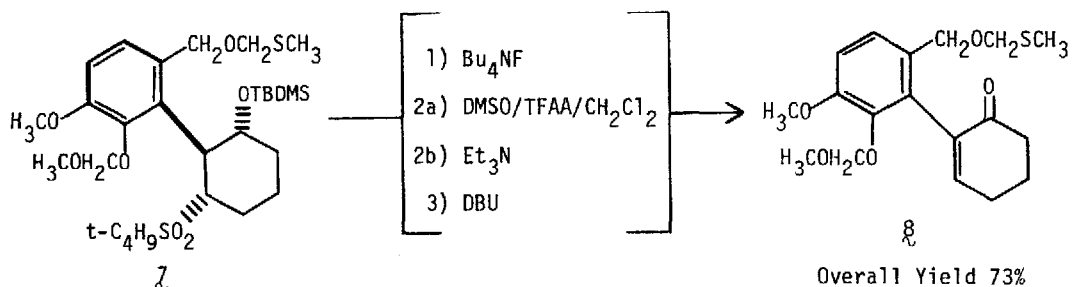 CH₂OCH₂SCH₃
OTBDMS
H₃CO
H₃COH₂CO
t-C₄H₉SO₂
7
1) Bu₄NF
2a) DMSO/TFAA/CH₂Cl₂
2b) Et₃N
3) DBU
CH₂OCH₂SCH₃
O
H₃CO
H₃COH₂CO
8
Overall Yield 73%